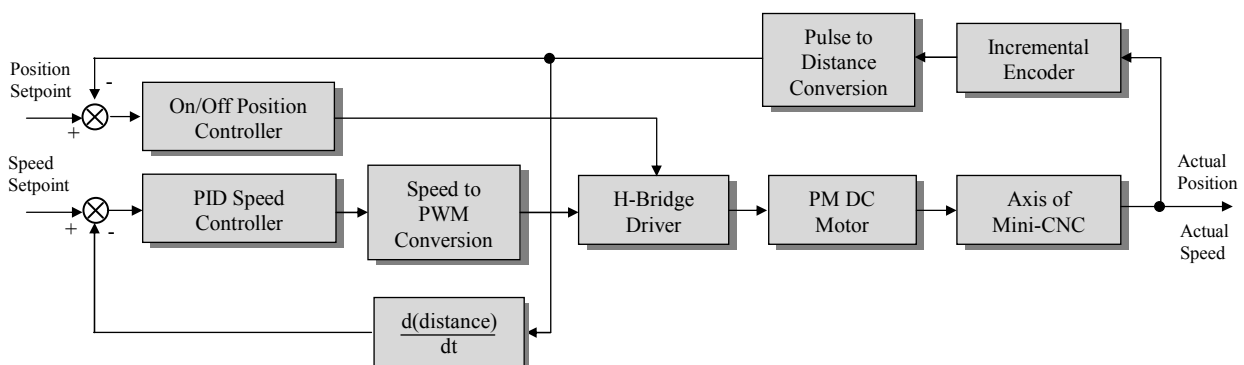 Position
Setpoint
-
+
On/Off Position
Controller
Pulse to
Distance
Conversion
Incremental
Encoder
Speed
Setpoint
+
-
PID Speed
Controller
Speed to
PWM
Conversion
H-Bridge
Driver
PM DC
Motor
Axis of
Mini-CNC
Actual
Position
Actual
Speed
d(distance)
dt